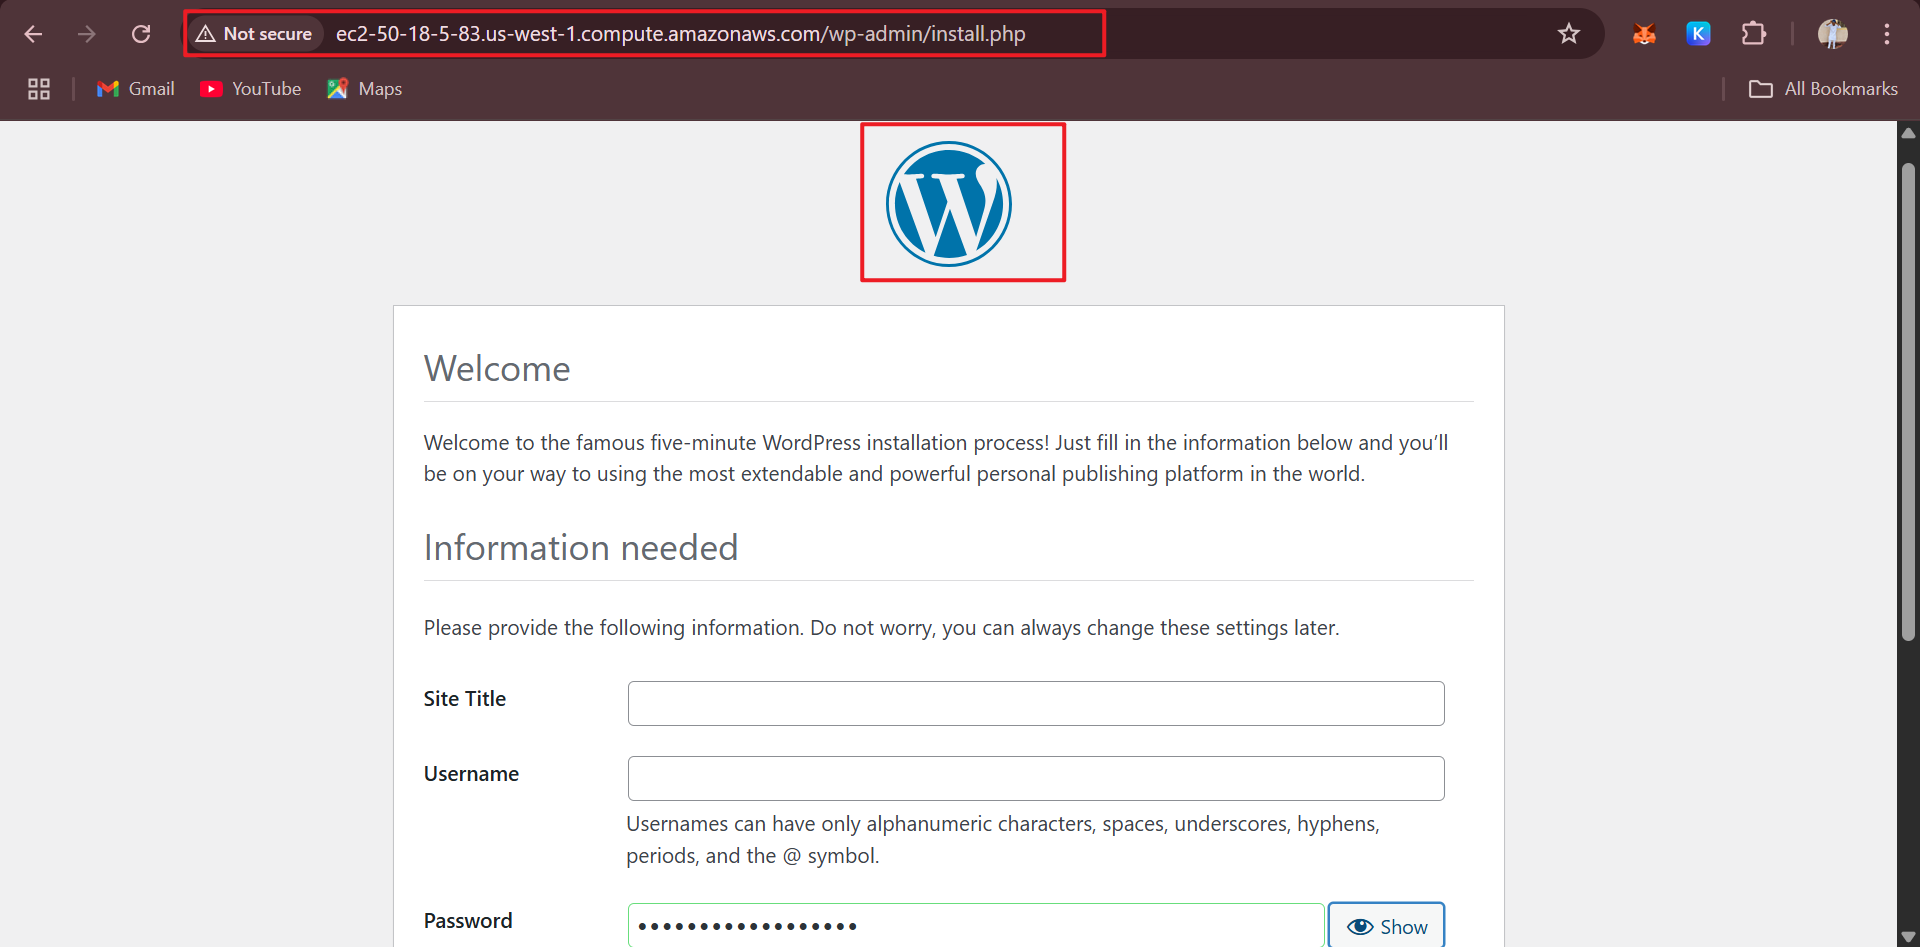 Not secure ec2-50-18-5-83.us-west-1.compute.amazonaws.com/wp-admin/install.php
K
Gmail YouTube Maps All Bookmarks
W
Welcome
Welcome to the famous five-minute WordPress installation process! Just fill in the information below and you’ll
be on your way to using the most extendable and powerful personal publishing platform in the world.
Information needed
Please provide the following information. Do not worry, you can always change these settings later.
Site Title
Username
Usernames can have only alphanumeric characters, spaces, underscores, hyphens,
periods, and the @ symbol.
Password •••••••••••••••••• Show